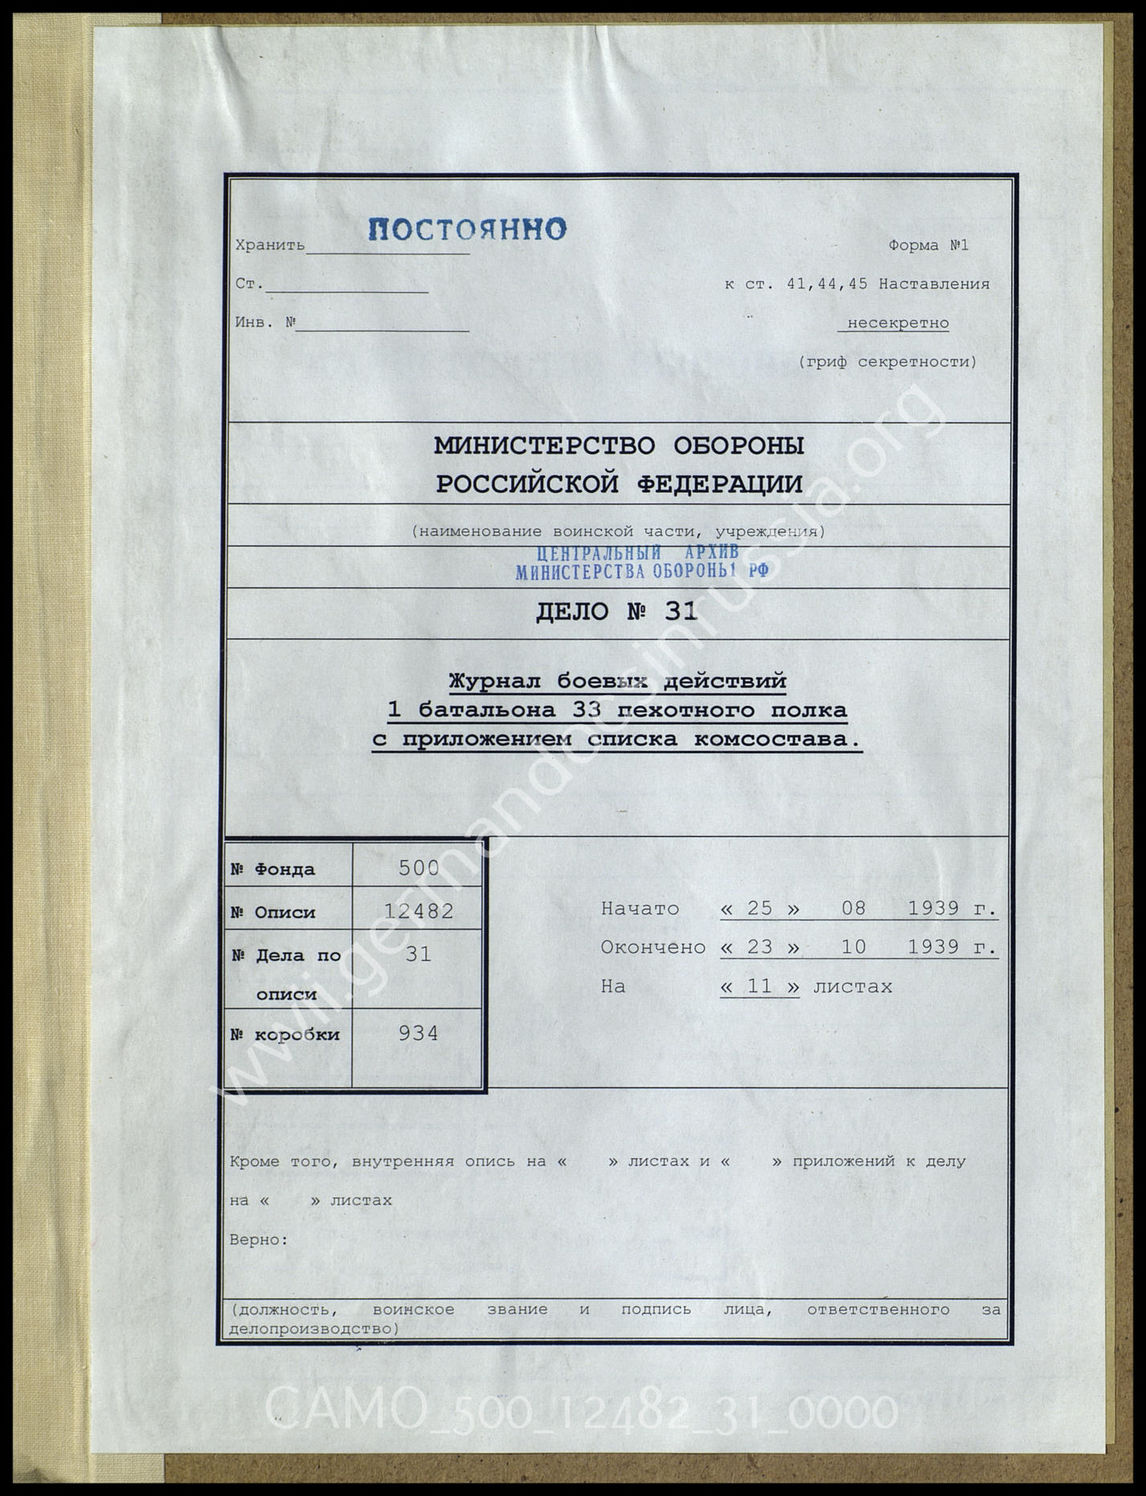 ПОСТОЯННО
Хранить
Форма №1
Ст.
к ст. 41,44,45 Наставления
Инв. №
несекретно
(гриф секретности)
МИНИСТЕРСТВО ОБОРОНЫ
РОССИЙСКОЙ ФЕДЕРАЦИИ
(наименование воинской части, учреждения)
ЦЕНТРАЛЬНЫЙ АРХИВ
МИНИСТЕРСТВА ОБОРОНЫ РФ
ДЕЛО № 31
Журнал боевых действий
1 батальона 33 пехотного полка
с приложением списка комсостава.
№ Фонда 500
№ Описи 12482
№ Дела по 31
описи
№ коробки 934
Начато « 25 » 08 1939 г.
Окончено « 23 » 10 1939 г.
На « 11 » листах
Кроме того, внутренняя опись на « » листах и « » приложений к делу
на « » листах
Верно:
(должность, воинское звание и подпись лица, ответственного за
делопроизводство)
wwii.germandocsinrussia.org
CAMO_500_12482_31_0000